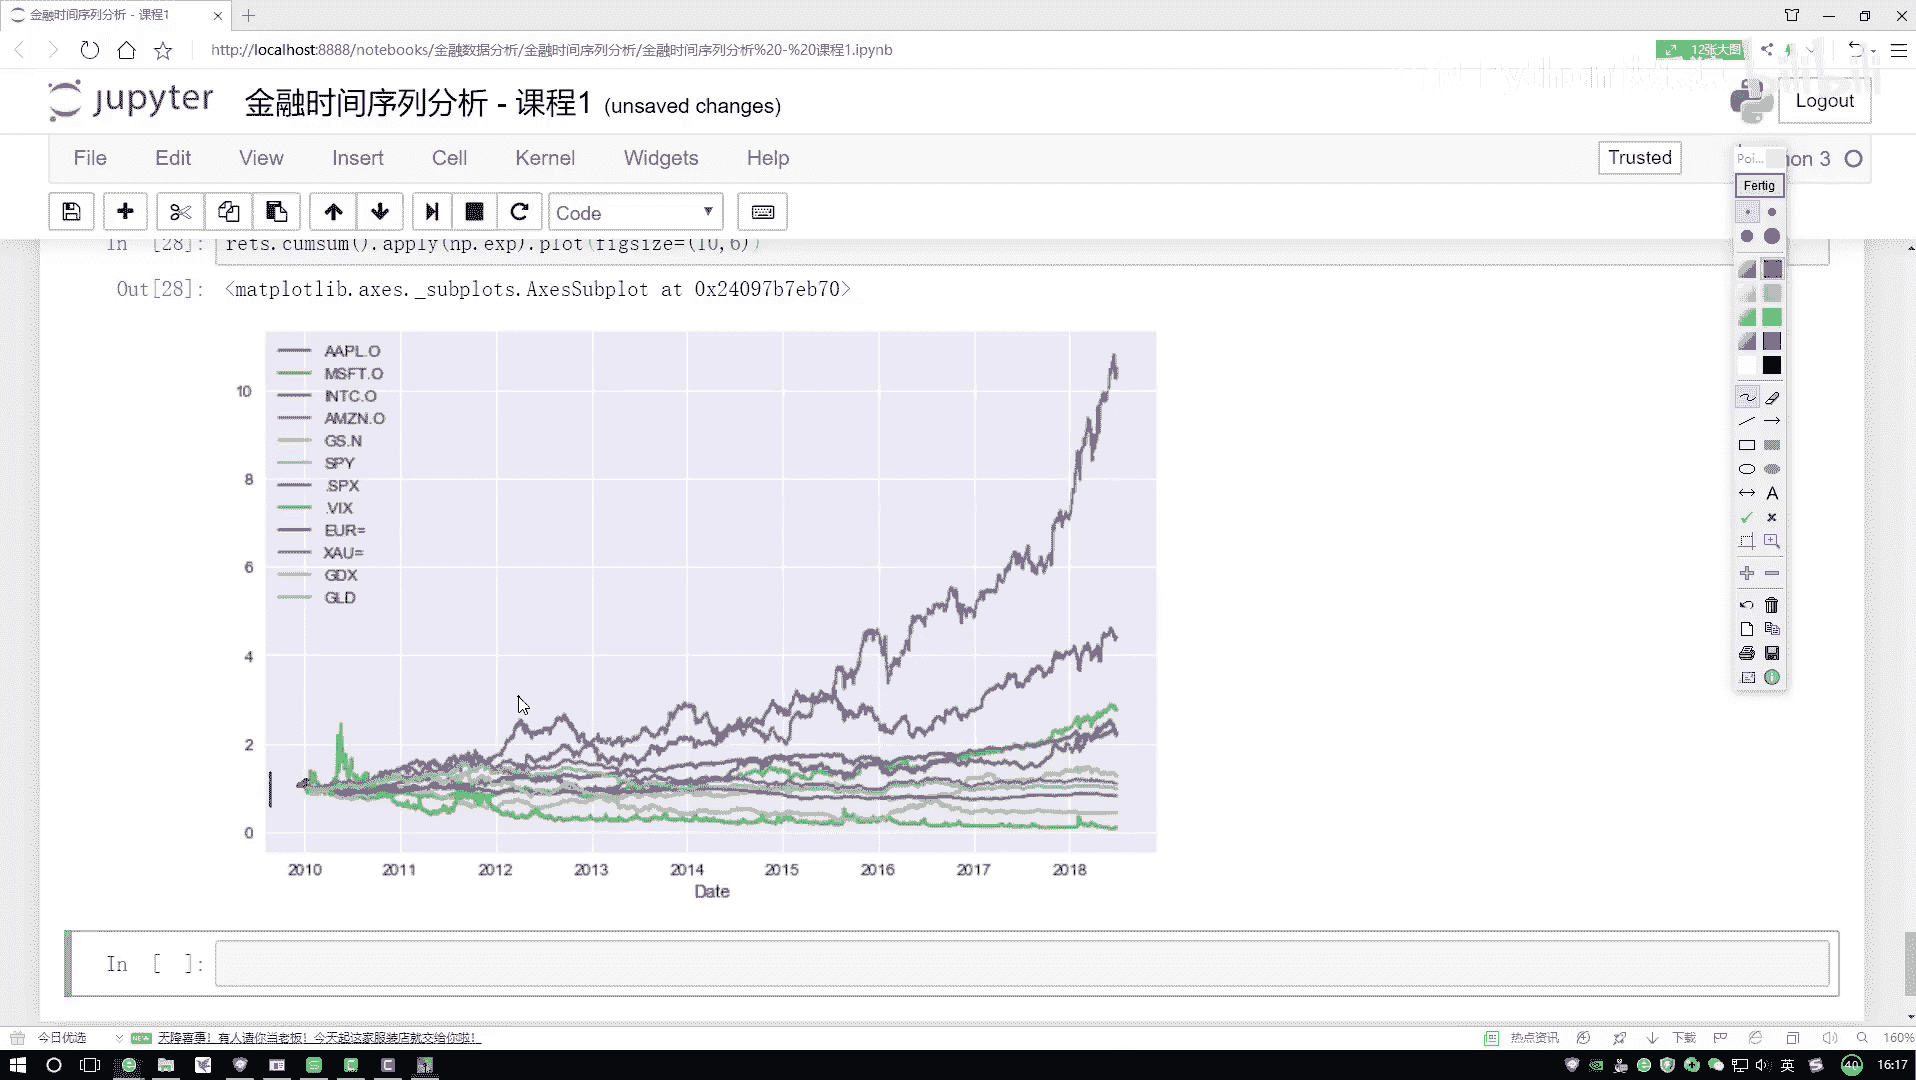 金融时间序列分析 - 课程1
http://localhost:8888/notebooks/金融数据分析/金融时间序列分析/金融时间序列分析%20-%20课程1.ipynb
12张大图
bilibili
jupyter
金融时间序列分析 - 课程1 (unsaved changes)
Logout
File Edit View Insert Cell Kernel Widgets Help
Trusted
on 3
Poi...
Fertig
Code
In [28]: rets.cumsum().apply(np.exp).plot(figsize=(10,6))
Out[28]: <matplotlib.axes._subplots.AxesSubplot at 0x24097b7eb70>
AAPL.O
MSFT.O
INTC.O
AMZN.O
GS.N
SPY
.SPX
.VIX
EUR=
XAU=
GDX
GLD
10
8
6
4
2
0
2010 2011 2012 2013 2014 2015 2016 2017 2018
Date
In [ ]:
今日优选
NEW
天降喜事！有人请你当老板！今天起这家服装店就交给你啦！
热点资讯
下载
160%
英
40
16:17